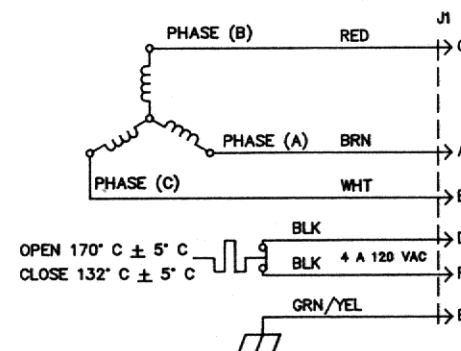 J1
PHASE (B) RED
PHASE (A) BRN A
PHASE (C) WHT
BLK
OPEN 170° C ± 5° C
BLK 4 A 120 VAC
CLOSE 132° C ± 5° C
GRN/YEL